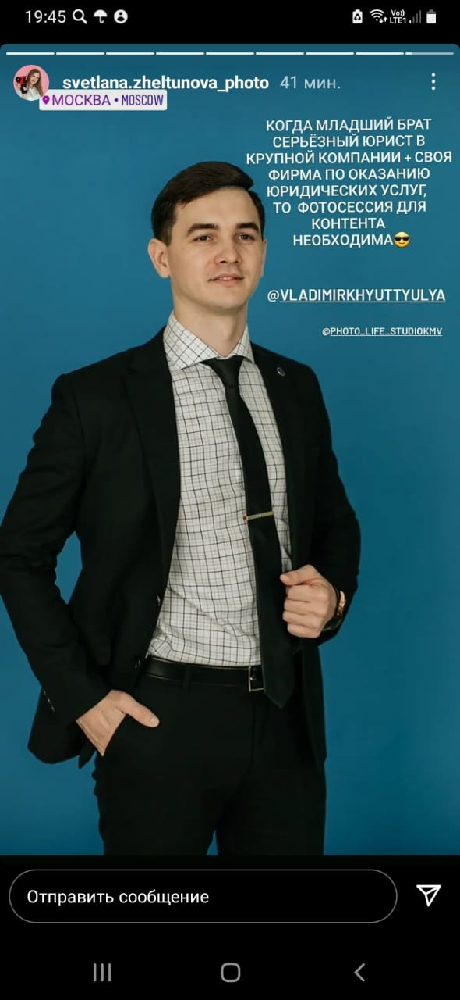 19:45
Vo))
LTE1
svetlana.zheltunova_photo 41 мин.
МОСКВА • MOSCOW
КОГДА МЛАДШИЙ БРАТ
СЕРЬЁЗНЫЙ ЮРИСТ В
КРУПНОЙ КОМПАНИИ + СВОЯ
ФИРМА ПО ОКАЗАНИЮ
ЮРИДИЧЕСКИХ УСЛУГ,
ТО ФОТОСЕССИЯ ДЛЯ
КОНТЕНТА
НЕОБХОДИМА😎
@VLADIMIRKHYUTTYULYA
@PHOTO_LIFE_STUDIOKMV
Отправить сообщение